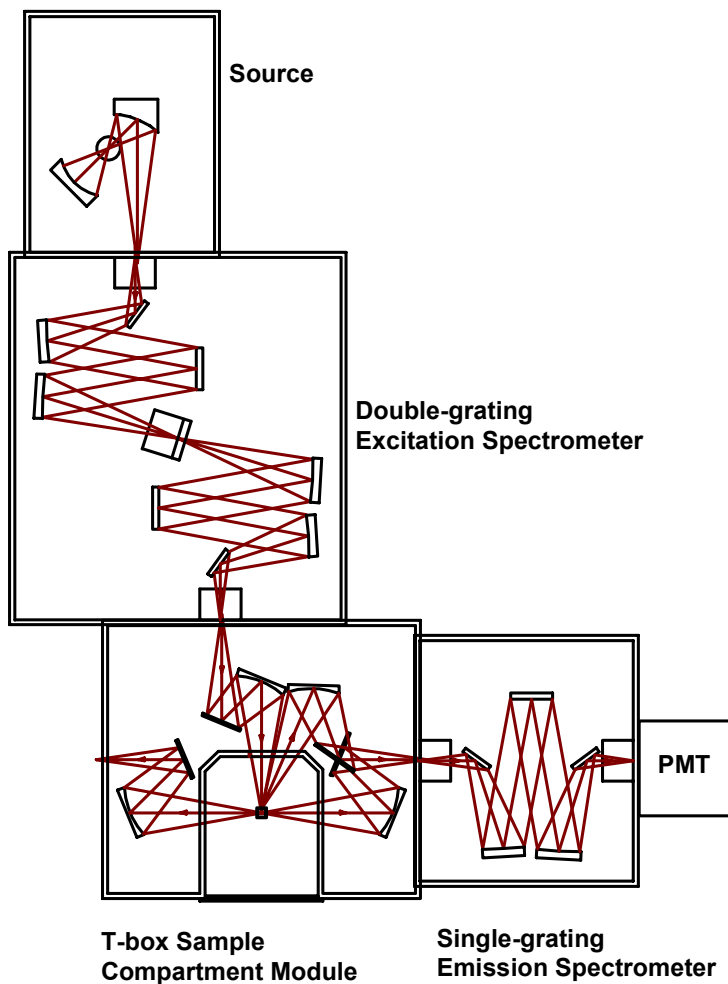 Source
Double-grating
Excitation Spectrometer
PMT
T-box Sample
Compartment Module
Single-grating
Emission Spectrometer